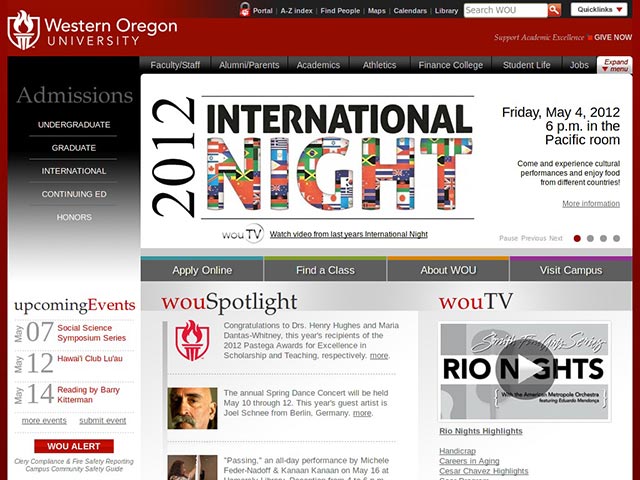 Western Oregon
UNIVERSITY
Portal | A-Z index | Find People | Maps | Calendars | Library
Search WOU
Quicklinks
Support Academic Excellence GIVE NOW
Faculty/Staff Alumni/Parents Academics Athletics Finance College Student Life Jobs
Expand
menu
Admissions
UNDERGRADUATE
GRADUATE
INTERNATIONAL
CONTINUING ED
HONORS
2012
INTERNATIONAL
NIGHT
Friday, May 4, 2012
6 p.m. in the
Pacific room
Come and experience cultural
performances and enjoy food
from different countries!
More information
wouTV Watch video from last years International Night
Pause Previous Next
Apply Online Find a Class About WOU Visit Campus
upcomingEvents
May 07 Social Science
Symposium Series
May 12 Hawai'i Club Lu'au
May 14 Reading by Barry
Kitterman
more events submit event
WOU ALERT
Clery Compliance & Fire Safety Reporting
Campus Community Safety Guide
wouSpotlight
Congratulations to Drs. Henry Hughes and Maria
Dantas-Whitney, this year's recipients of the
2012 Pastega Awards for Excellence in
Scholarship and Teaching, respectively. more.
The annual Spring Dance Concert will be held
May 10 through 12. This year's guest artist is
Joel Schnee from Berlin, Germany. more.
"Passing," an all-day performance by Michele
Feder-Nadoff & Kanaan Kanaan on May 16 at
wouTV
Smith Fine Arts Series
RIO NIGHTS
With the American Metropole Orchestra
featuring Eduardo Mendonça
Rio Nights Highlights
Handicap
Careers in Aging
Cesar Chavez Highlights